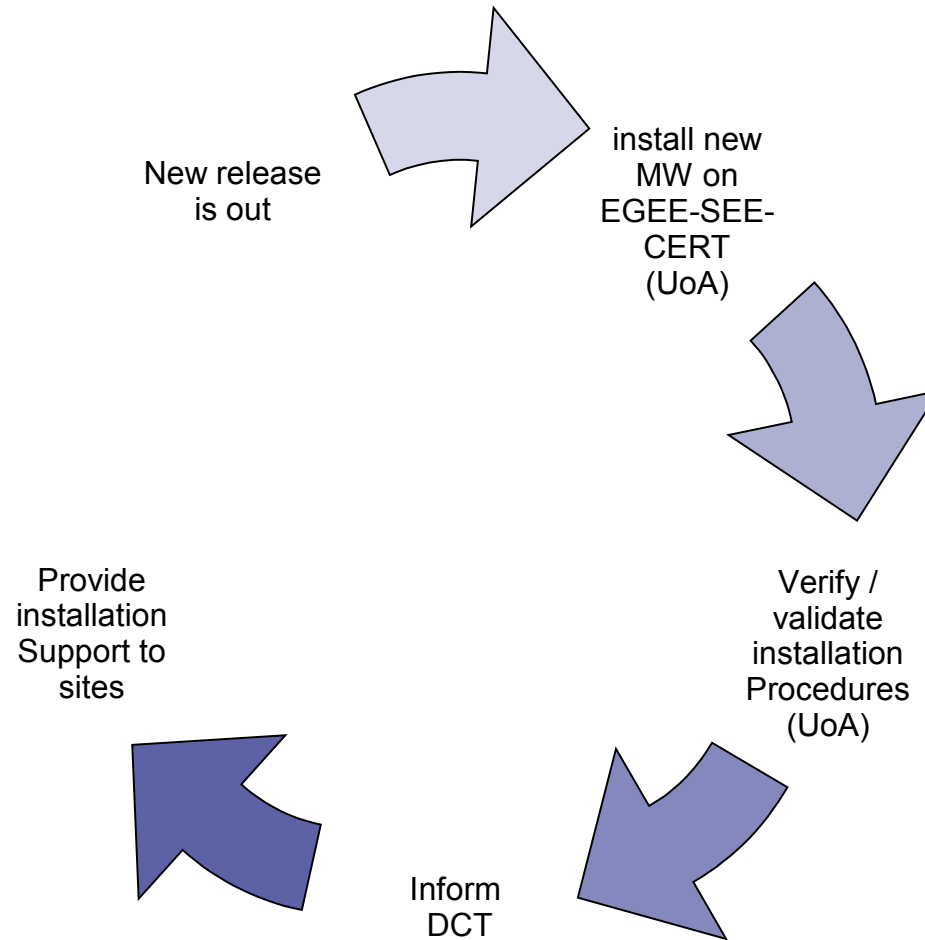 New release
is out
install new
MW on
EGEE-SEE-
CERT
(UoA)
Verify /
validate
installation
Procedures
(UoA)
Inform
DCT
Provide
installation
Support to
sites